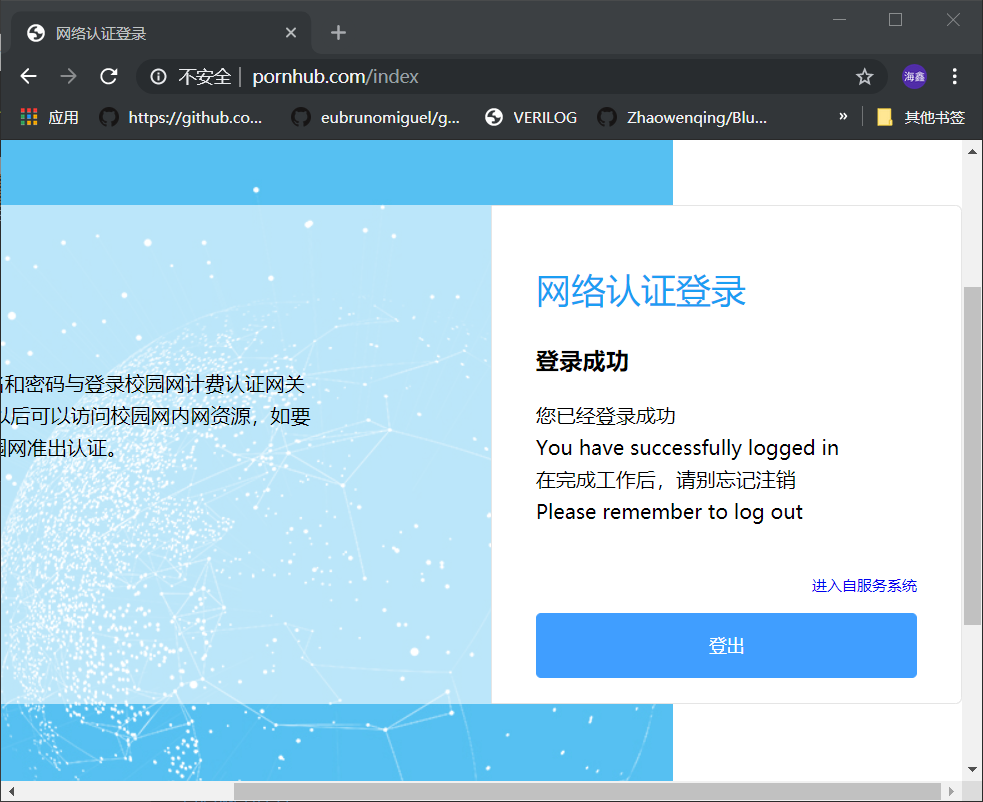 网络认证登录
不安全 | pornhub.com/index
海鑫
应用 https://github.co... eubrunomiguel/g... VERILOG Zhaowenqing/Blu... » 其他书签
和密码与登录校园网计费认证网关
以后可以访问校园网内网资源，如要
网准出认证。
网络认证登录
登录成功
您已经登录成功
You have successfully logged in
在完成工作后，请别忘记注销
Please remember to log out
进入自服务系统
登出